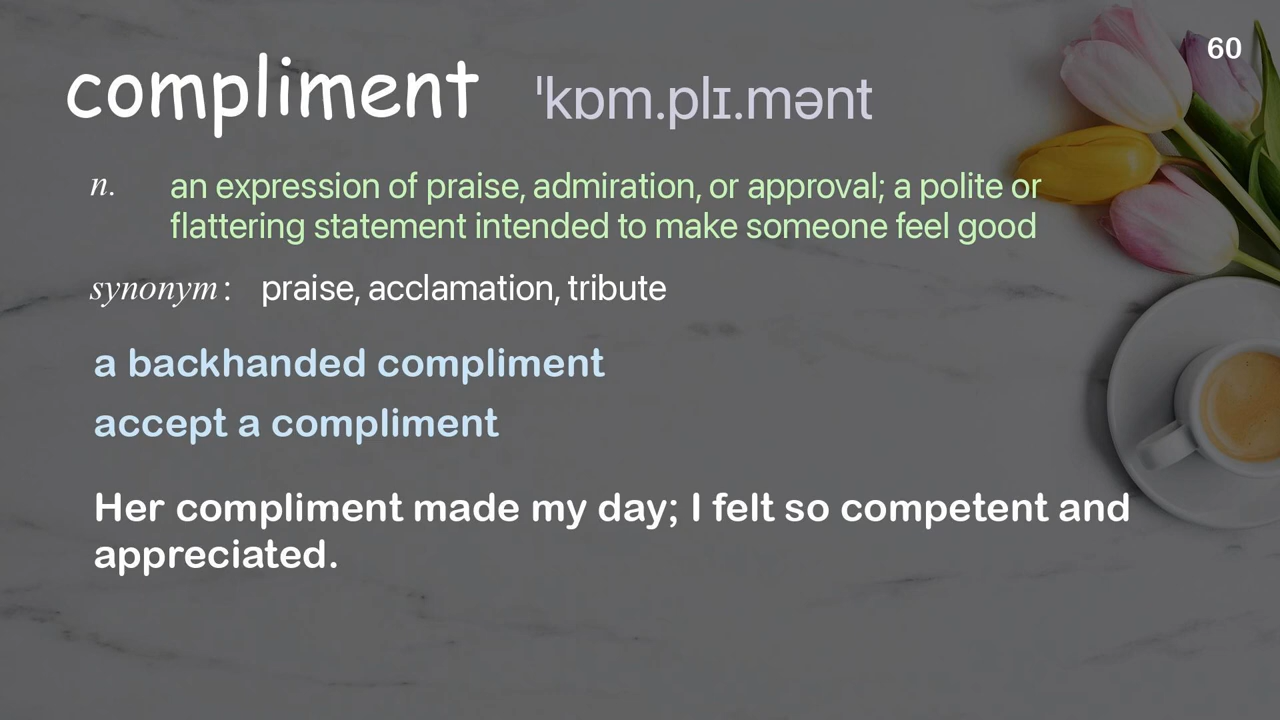 60
compliment ˈkɒm.plɪ.mənt
n. an expression of praise, admiration, or approval; a polite or
flattering statement intended to make someone feel good
synonym: praise, acclamation, tribute
a backhanded compliment
accept a compliment
Her compliment made my day; I felt so competent and
appreciated.